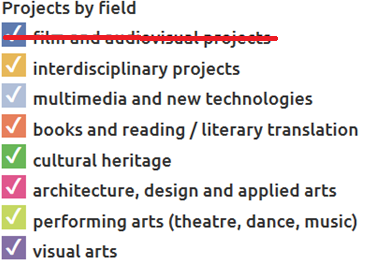 Projects by field
film and audiovisual projects
interdisciplinary projects
multimedia and new technologies
books and reading / literary translation
cultural heritage
architecture, design and applied arts
performing arts (theatre, dance, music)
visual arts